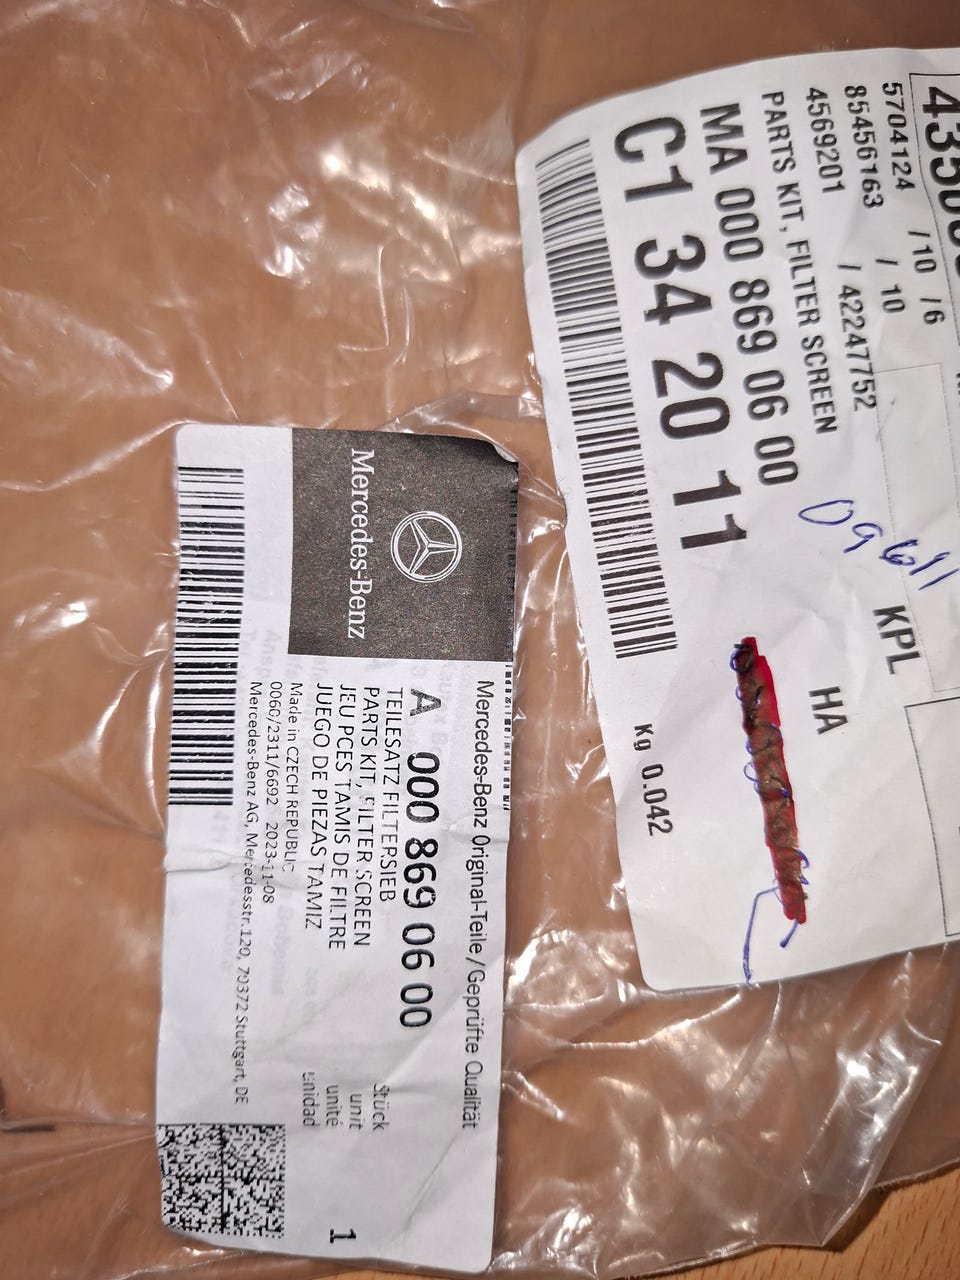 5704124 /10 /6
85456163 / 10
4569201 / 42247752
PARTS KIT, FILTER SCREEN
MA 000 869 06 00
C1 34 20 11
KPL
HA
Kg 0.042
Mercedes-Benz
Mercedes-Benz Original-Teile/Geprüfte Qualität
A 000 869 06 00
TEILESATZ FILTERSIEB
PARTS KIT, FILTER SCREEN
JEU PCES TAMIS DE FILTRE
JUEGO DE PIEZAS TAMIZ
Stück
unit
unité
unidad
1
Made in CZECH REPUBLIC
0060/2311/6692 2023-11-08
Mercedes-Benz AG, Mercedesstr.120, 70372 Stuttgart, DE